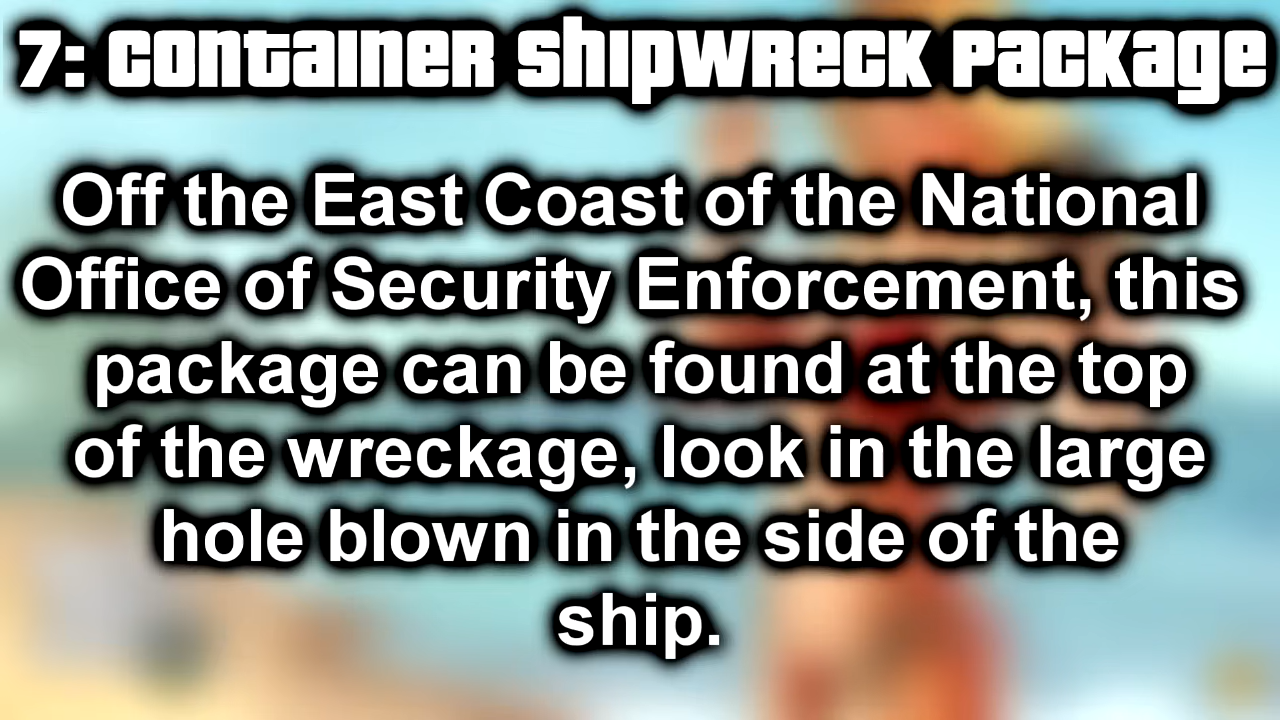 7: Container Shipwreck Package
Off the East Coast of the National
Office of Security Enforcement, this
package can be found at the top
of the wreckage, look in the large
hole blown in the side of the
ship.